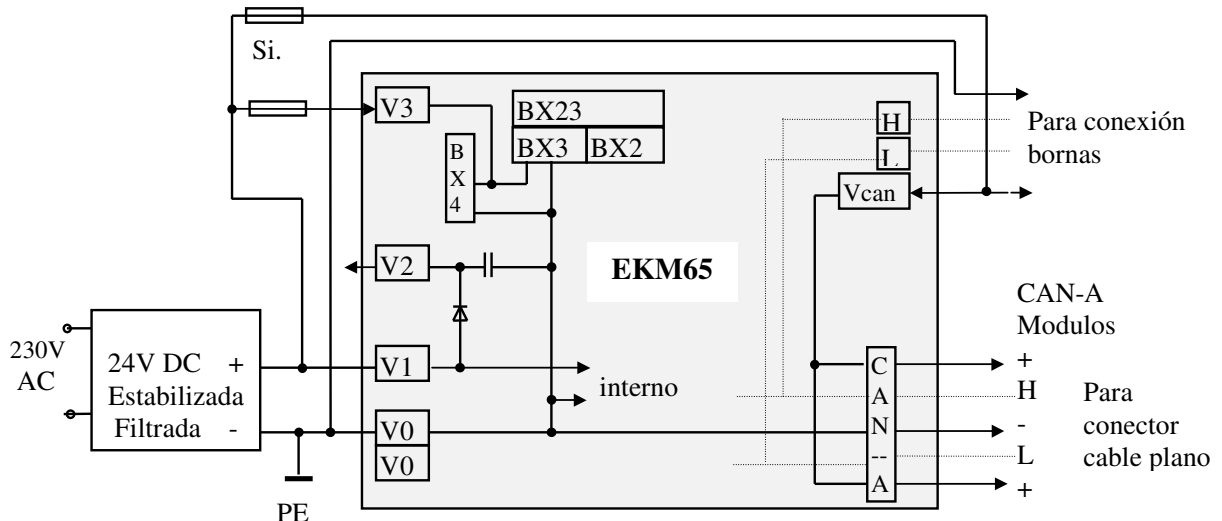 Si.
V3
BX23
BX3
BX2
B
X
4
H
L
Para conexión
bornas
Vcan
V2
EKM65
230V
AC
24V DC
Estabilizada
Filtrada
+
-
V1
interno
V0
V0
PE
C
A
N
--
A
CAN-A
Modulos
+
H
-
L
+
Para
conector
cable plano